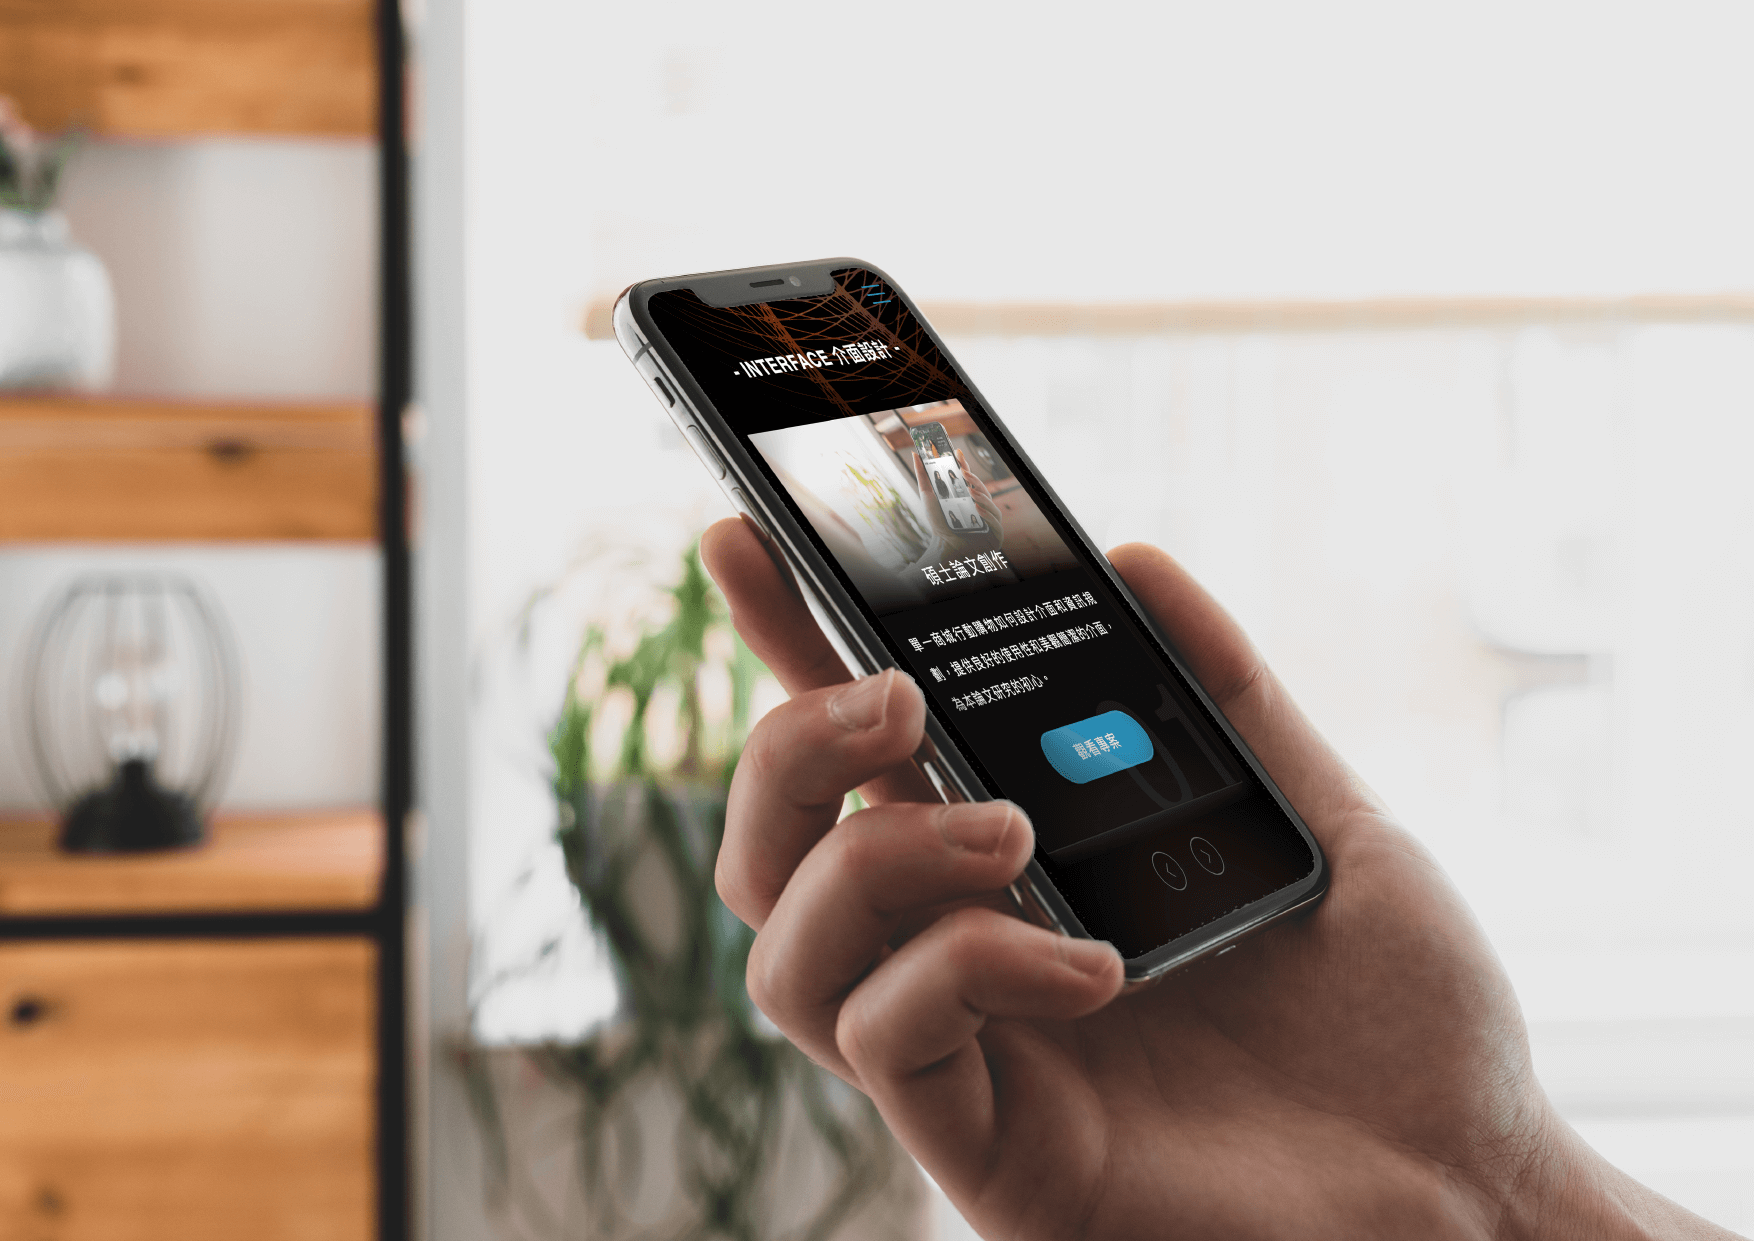 - INTERFACE 介面設計 -
碩士論文創作
單一商城行動購物如何設計介面和資訊規
劃，提供良好的使用性和美觀簡潔的介面，
為本論文研究的初心。
01
觀看專案